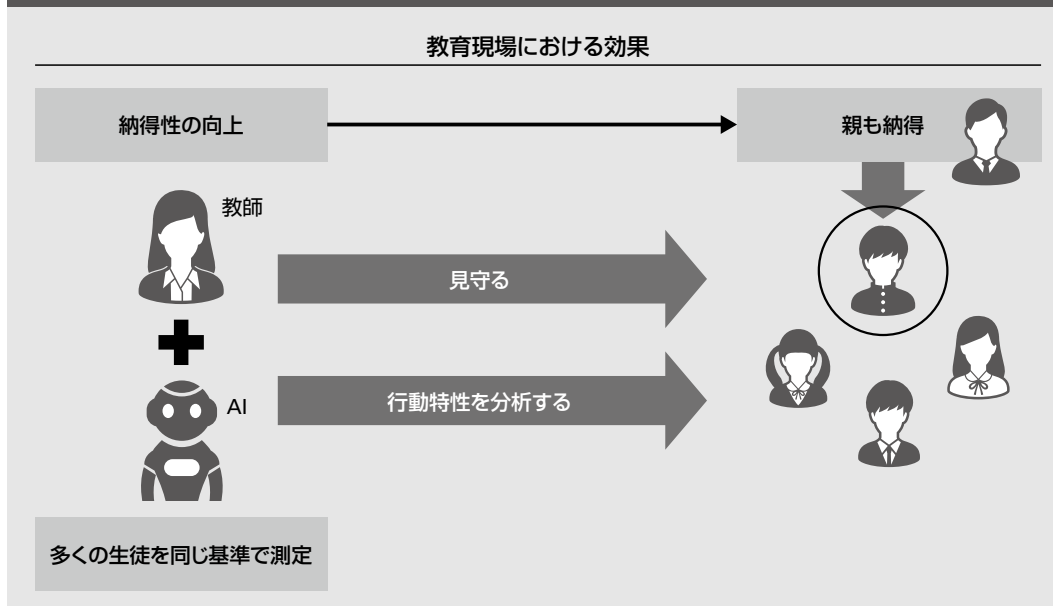 教育現場における効果
納得性の向上
親も納得
教師
見守る
行動特性を分析する
AI
多くの生徒を同じ基準で測定